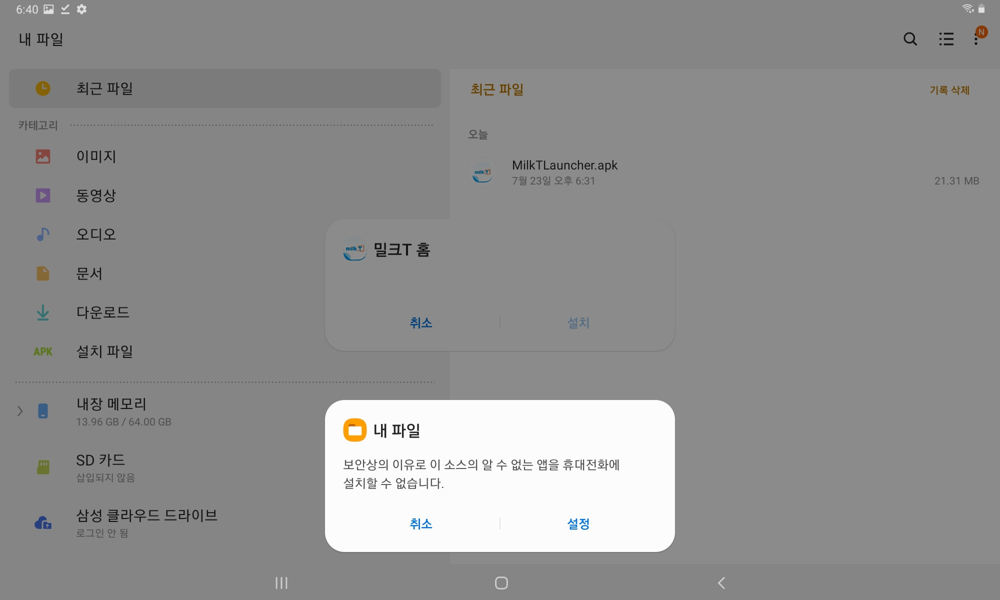 6:40
내 파일
N
최근 파일
카테고리
이미지
동영상
오디오
문서
다운로드
APK 설치 파일
내장 메모리
13.96 GB / 64.00 GB
SD 카드
삽입되지 않음
삼성 클라우드 드라이브
로그인 안 됨
최근 파일
기록 삭제
오늘
milkT
MilkTLauncher.apk
7월 23일 오후 6:31
21.31 MB
milkT 밀크T 홈
취소
설치
내 파일
보안상의 이유로 이 소스의 알 수 없는 앱을 휴대전화에
설치할 수 없습니다.
취소
설정